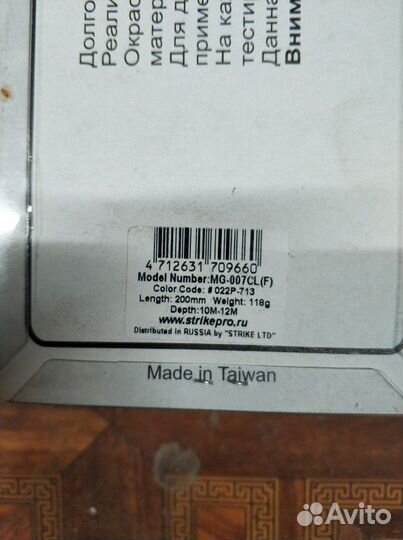 Долго
Реали
Окрас
матер
Для д
приме
На ка
тести
Данна
Вним
4 712631 709660
Model Number:MG-007CL(F)
Color Code: # 022P-713
Length: 200mm Weight: 118g
Depth:10M-12M
www.strikepro.ru
Distributed in RUSSIA by "STRIKE LTD"
Made in Taiwan
Avito